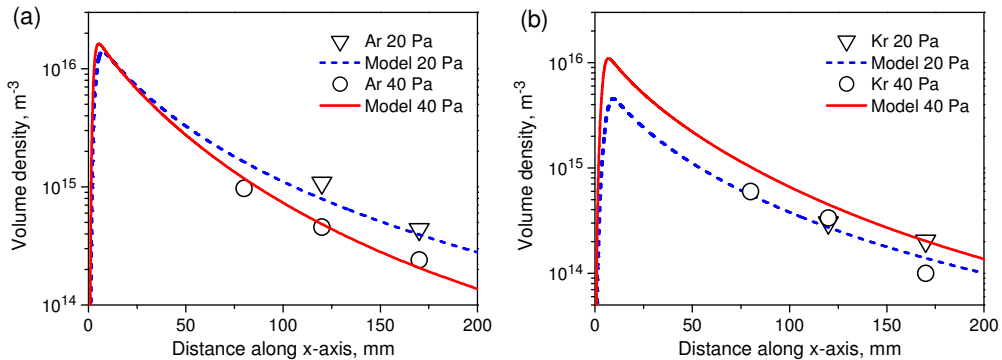 (a)
Ar 20 Pa
Model 20 Pa
Ar 40 Pa
Model 40 Pa
10^16
10^15
10^14
Volume density, m^-3
0 50 100 150 200
Distance along x-axis, mm
(b)
Kr 20 Pa
Model 20 Pa
Kr 40 Pa
Model 40 Pa
10^16
10^15
10^14
Volume density, m^-3
0 50 100 150 200
Distance along x-axis, mm